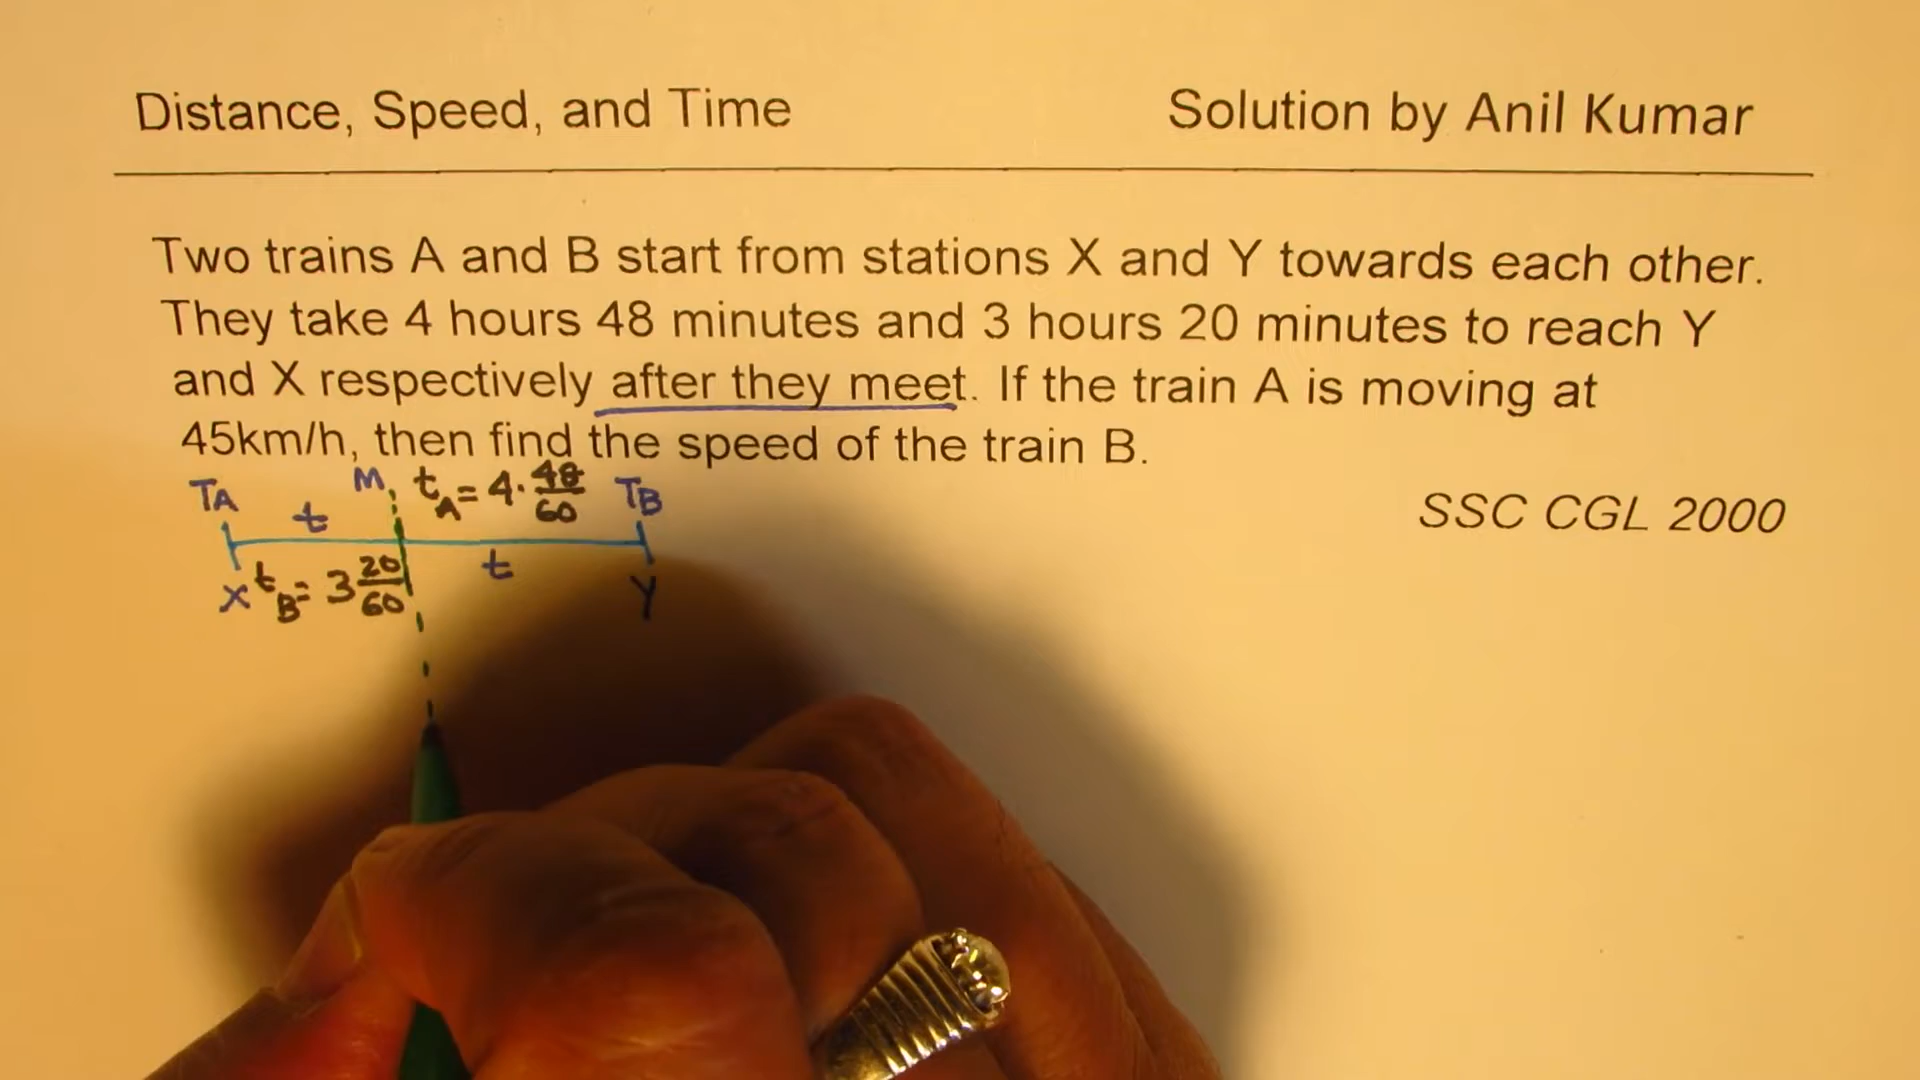 Distance, Speed, and Time
Solution by Anil Kumar
Two trains A and B start from stations X and Y towards each other.
They take 4 hours 48 minutes and 3 hours 20 minutes to reach Y
and X respectively after they meet. If the train A is moving at
45km/h, then find the speed of the train B.
SSC CGL 2000
TA t M tA = 4·48/60 TB
X tB = 3 20/60 t Y